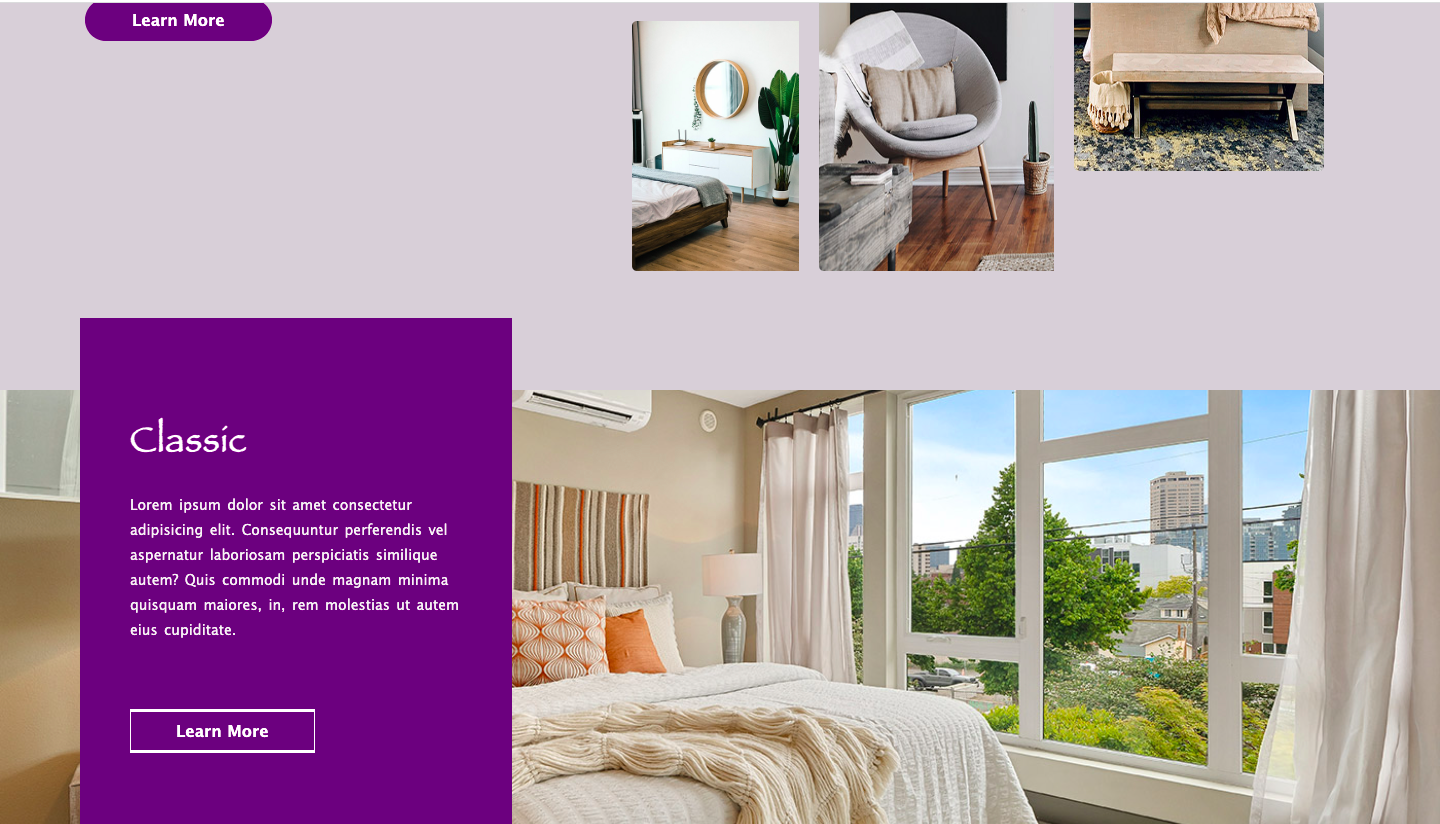 Learn More
Classic
Lorem ipsum dolor sit amet consectetur
adipisicing elit. Consequuntur perferendis vel
aspernatur laboriosam perspiciatis similique
autem? Quis commodi unde magnam minima
quisquam maiores, in, rem molestias ut autem
eius cupiditate.
Learn More